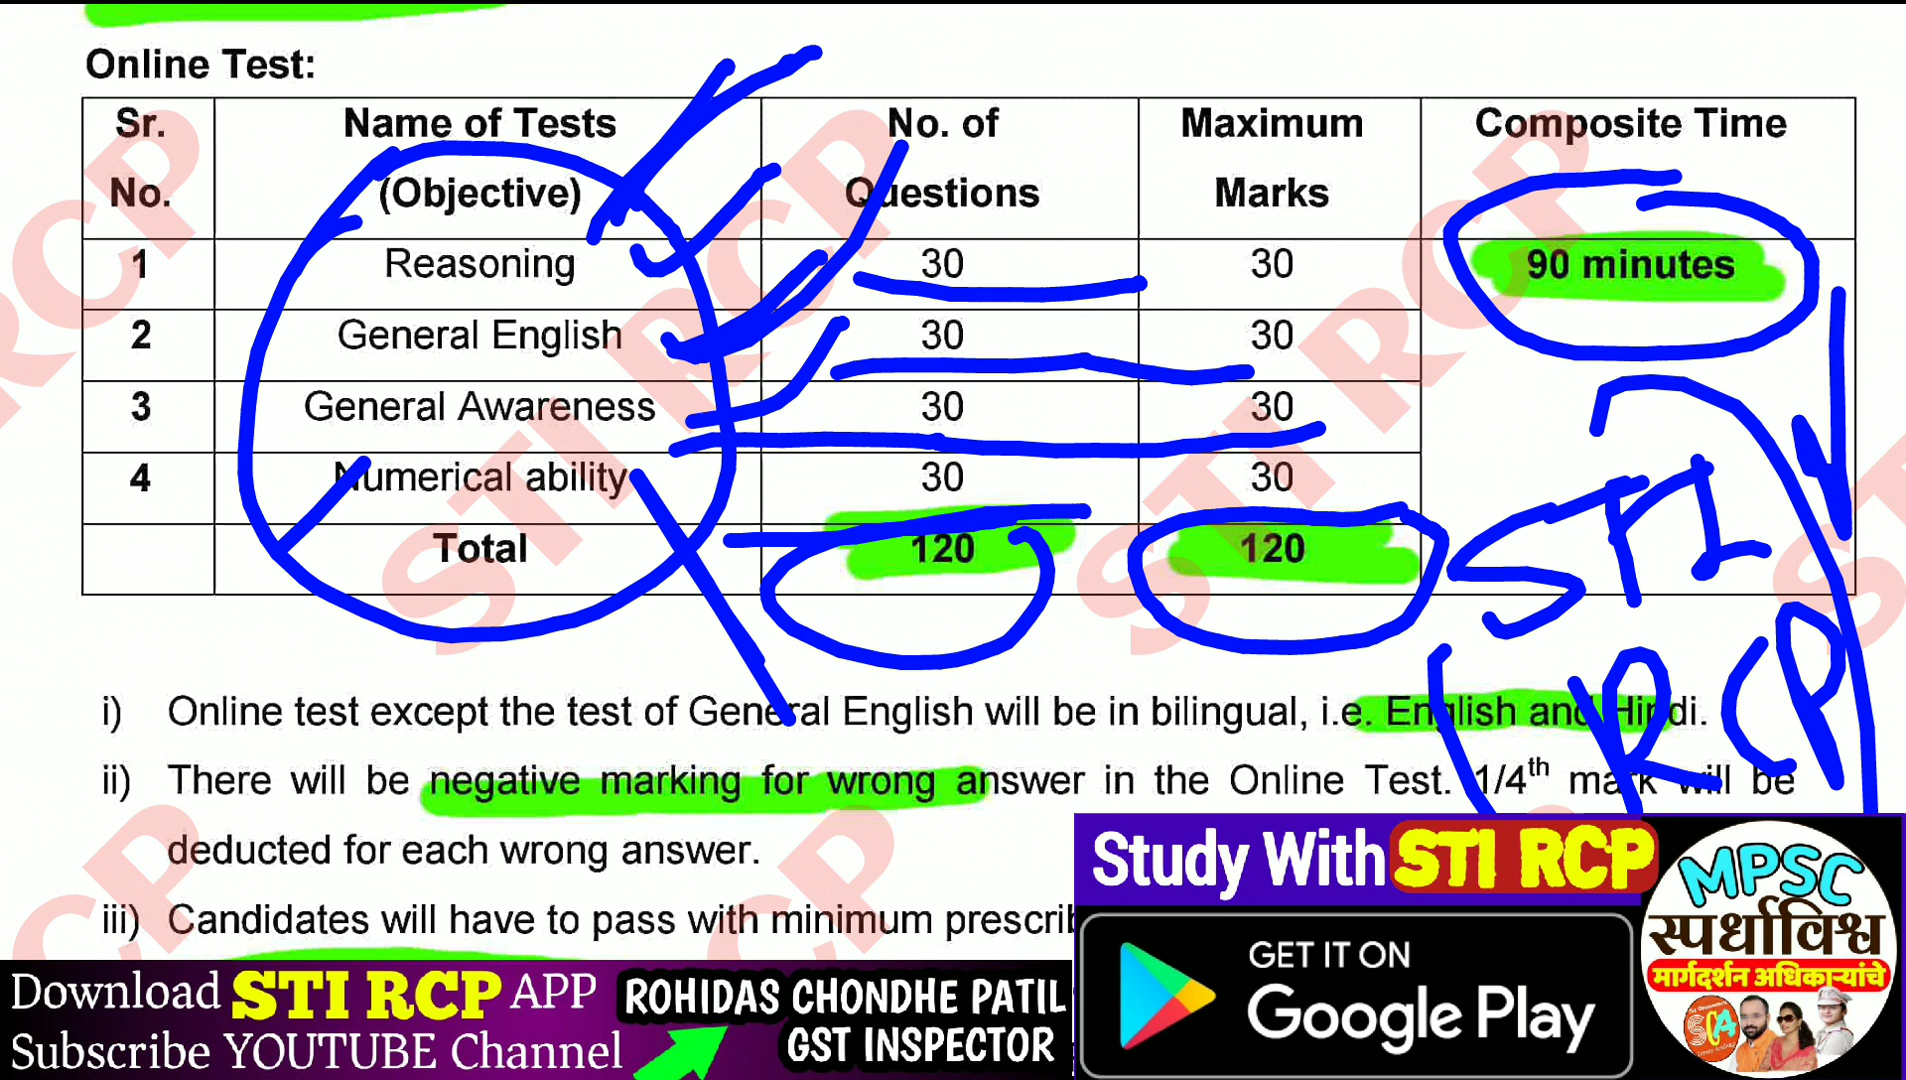 Online Test:
Sr. No. Name of Tests (Objective) No. of Questions Maximum Marks Composite Time
1 Reasoning 30 30 90 minutes
2 General English 30 30
3 General Awareness 30 30
4 Numerical ability 30 30
Total 120 120
STI
RCP
i) Online test except the test of General English will be in bilingual, i.e. English and Hindi.
ii) There will be negative marking for wrong answer in the Online Test. 1/4th mark will be
deducted for each wrong answer.
iii) Candidates will have to pass with minimum prescrib
Study With STI RCP
GET IT ON
Google Play
MPSC
स्पर्धाविश्व
मार्गदर्शन अधिकाऱ्यांचे
SCA
Download STI RCP APP
Subscribe YOUTUBE Channel
ROHIDAS CHONDHE PATIL
GST INSPECTOR
STI RCP
STI RCP